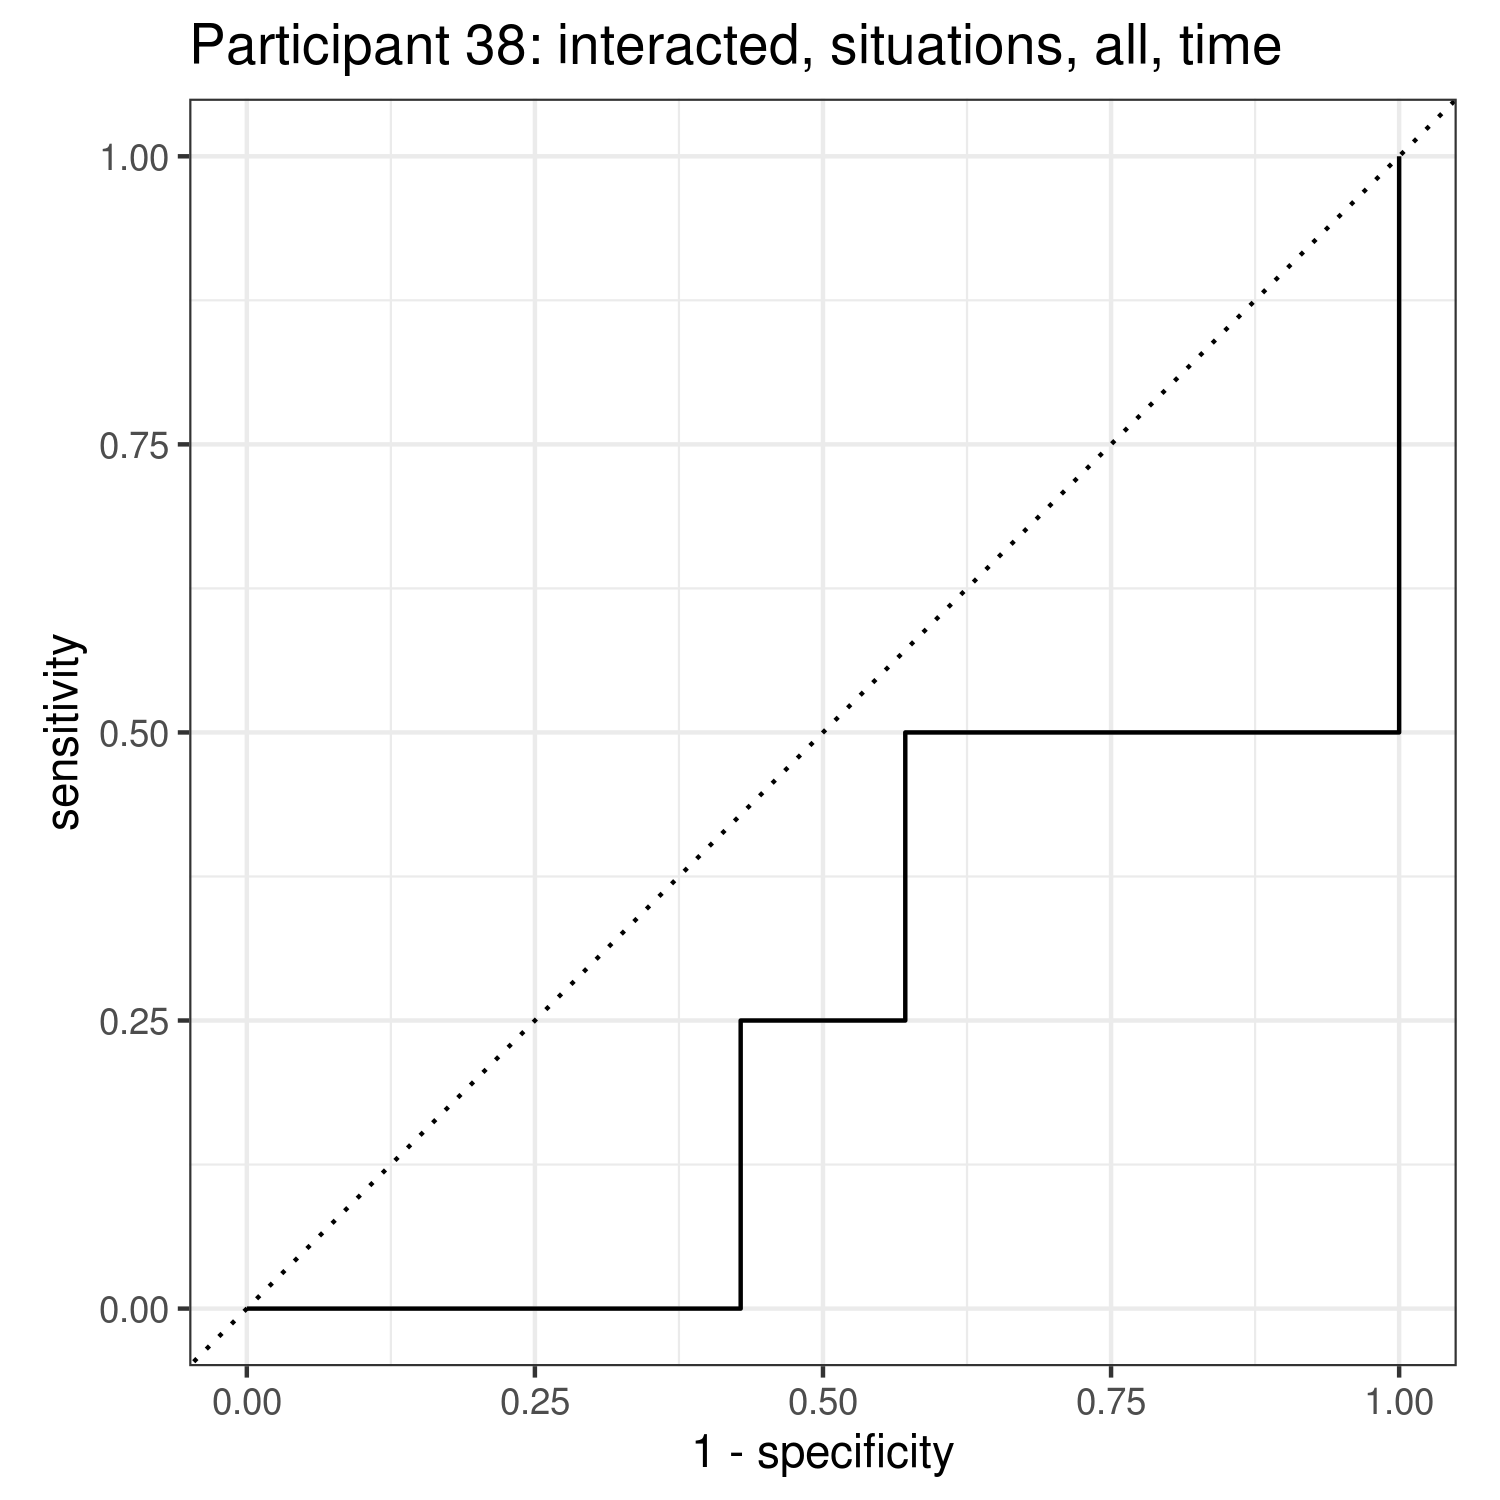 Participant 38: interacted, situations, all, time
1.00
0.75
0.50
0.25
0.00
sensitivity
0.00 0.25 0.50 0.75 1.00
1 - specificity